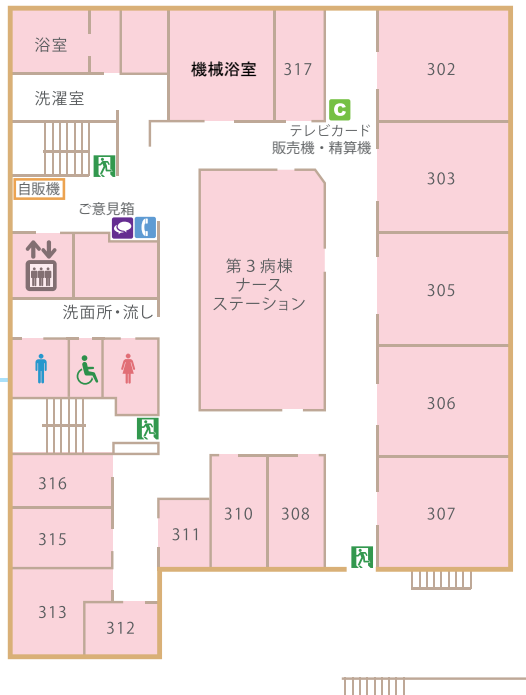 浴室
機械浴室
317
302
洗濯室
C
テレビカード
販売機・精算機
303
自販機
ご意見箱
第3病棟
ナース
ステーション
305
洗面所・流し
306
316
315
313
312
311
310
308
307